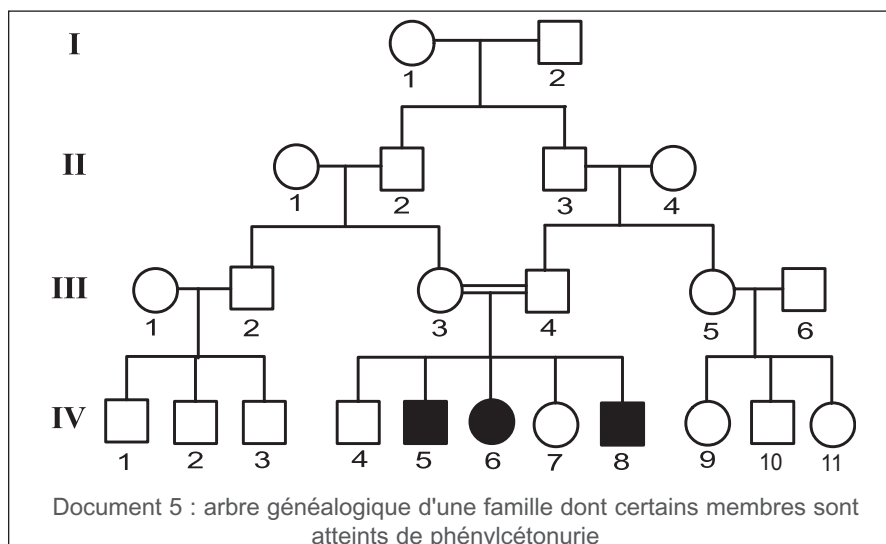 I
1 2
II
1 2 3 4
III
1 2 3 4 5 6
IV
1 2 3 4 5 6 7 8 9 10 11
Document 5 : arbre généalogique d'une famille dont certains membres sont
atteints de phénylcétonurie